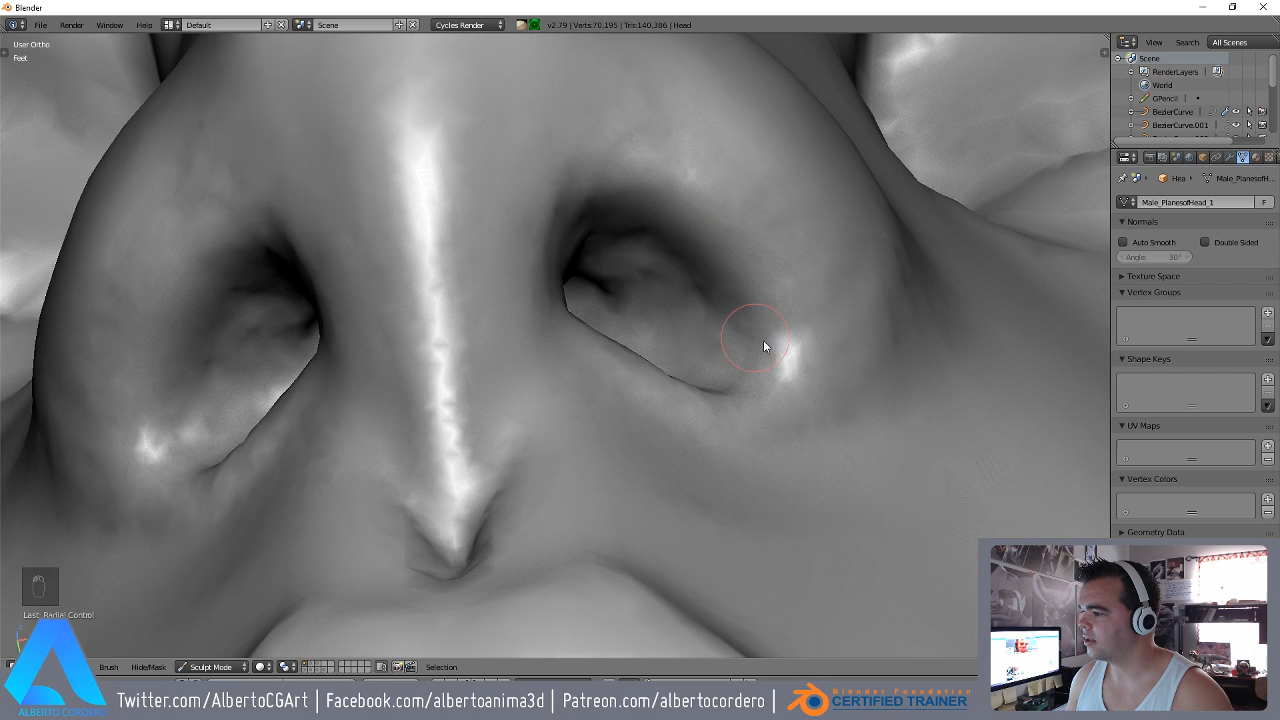 Blender
File Render Window Help Default Scene Cycles Render v2.79 | Verts:70,195 | Tris:140,386 | Head
View Search All Scenes
User Ortho
Feet
Scene
RenderLayers
World
GPencil
BezierCurve
BezierCurve.001
Hea Male_PlanesofH...
Male_PlanesofHead_1 F
Normals
Auto Smooth Double Sided
Angle: 30°
Texture Space
Vertex Groups
Shape Keys
UV Maps
Vertex Colors
Geometry Data
Last: Radial Control
Brush Hide/Mask Sculpt Mode Selection
ALBERTO CORDERO
Twitter.com/AlbertoCGArt | Facebook.com/albertoanima3d | Patreon.com/albertocordero |
Blender Foundation
CERTIFIED TRAINER